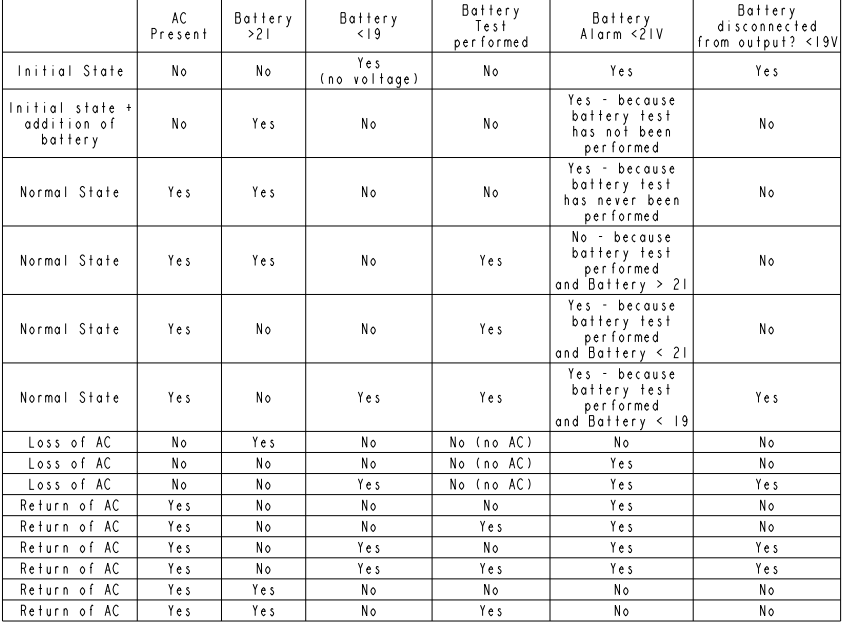 AC Present | Battery >21 | Battery <19 | Battery Test performed | Battery Alarm <21V | Battery disconnected from output? <19V
Initial State | No | No | Yes (no voltage) | No | Yes | Yes
Initial state + addition of battery | No | Yes | No | No | Yes - because battery test has not been performed | No
Normal State | Yes | Yes | No | No | Yes - because battery test has never been performed | No
Normal State | Yes | Yes | No | Yes | No - because battery test performed and Battery > 21 | No
Normal State | Yes | No | No | Yes | Yes - because battery test performed and Battery < 21 | No
Normal State | Yes | No | Yes | Yes | Yes - because battery test performed and Battery < 19 | Yes
Loss of AC | No | Yes | No | No (no AC) | No | No
Loss of AC | No | No | No | No (no AC) | Yes | No
Loss of AC | No | No | Yes | No (no AC) | Yes | Yes
Return of AC | Yes | No | No | No | Yes | No
Return of AC | Yes | No | No | Yes | Yes | No
Return of AC | Yes | No | Yes | No | Yes | Yes
Return of AC | Yes | No | Yes | Yes | Yes | Yes
Return of AC | Yes | Yes | No | No | No | No
Return of AC | Yes | Yes | No | Yes | No | No